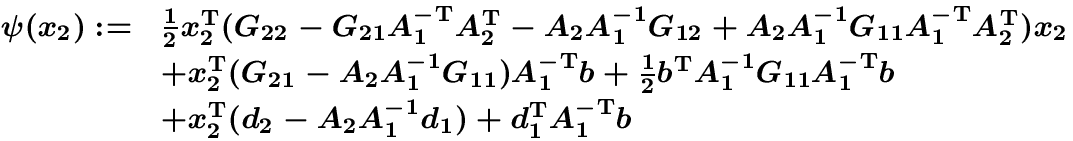 ψ(x₂) := ½x₂ᵀ(G₂₂ − G₂₁A₁⁻ᵀA₂ᵀ − A₂A₁⁻¹G₁₂ + A₂A₁⁻¹G₁₁A₁⁻ᵀA₂ᵀ)x₂
+x₂ᵀ(G₂₁ − A₂A₁⁻¹G₁₁)A₁⁻ᵀb + ½bᵀA₁⁻¹G₁₁A₁⁻ᵀb
+x₂ᵀ(d₂ − A₂A₁⁻¹d₁) + d₁ᵀA₁⁻ᵀb